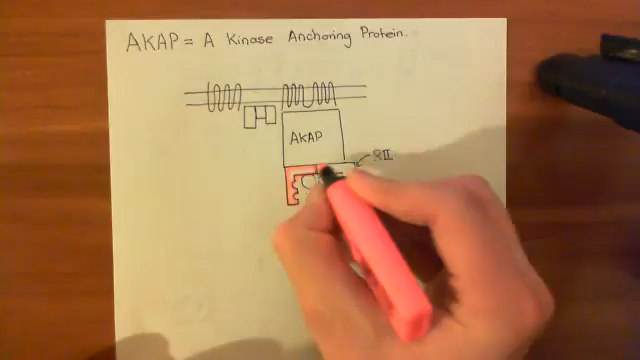 AKAP = A Kinase Anchoring Protein.
AKAP
RII